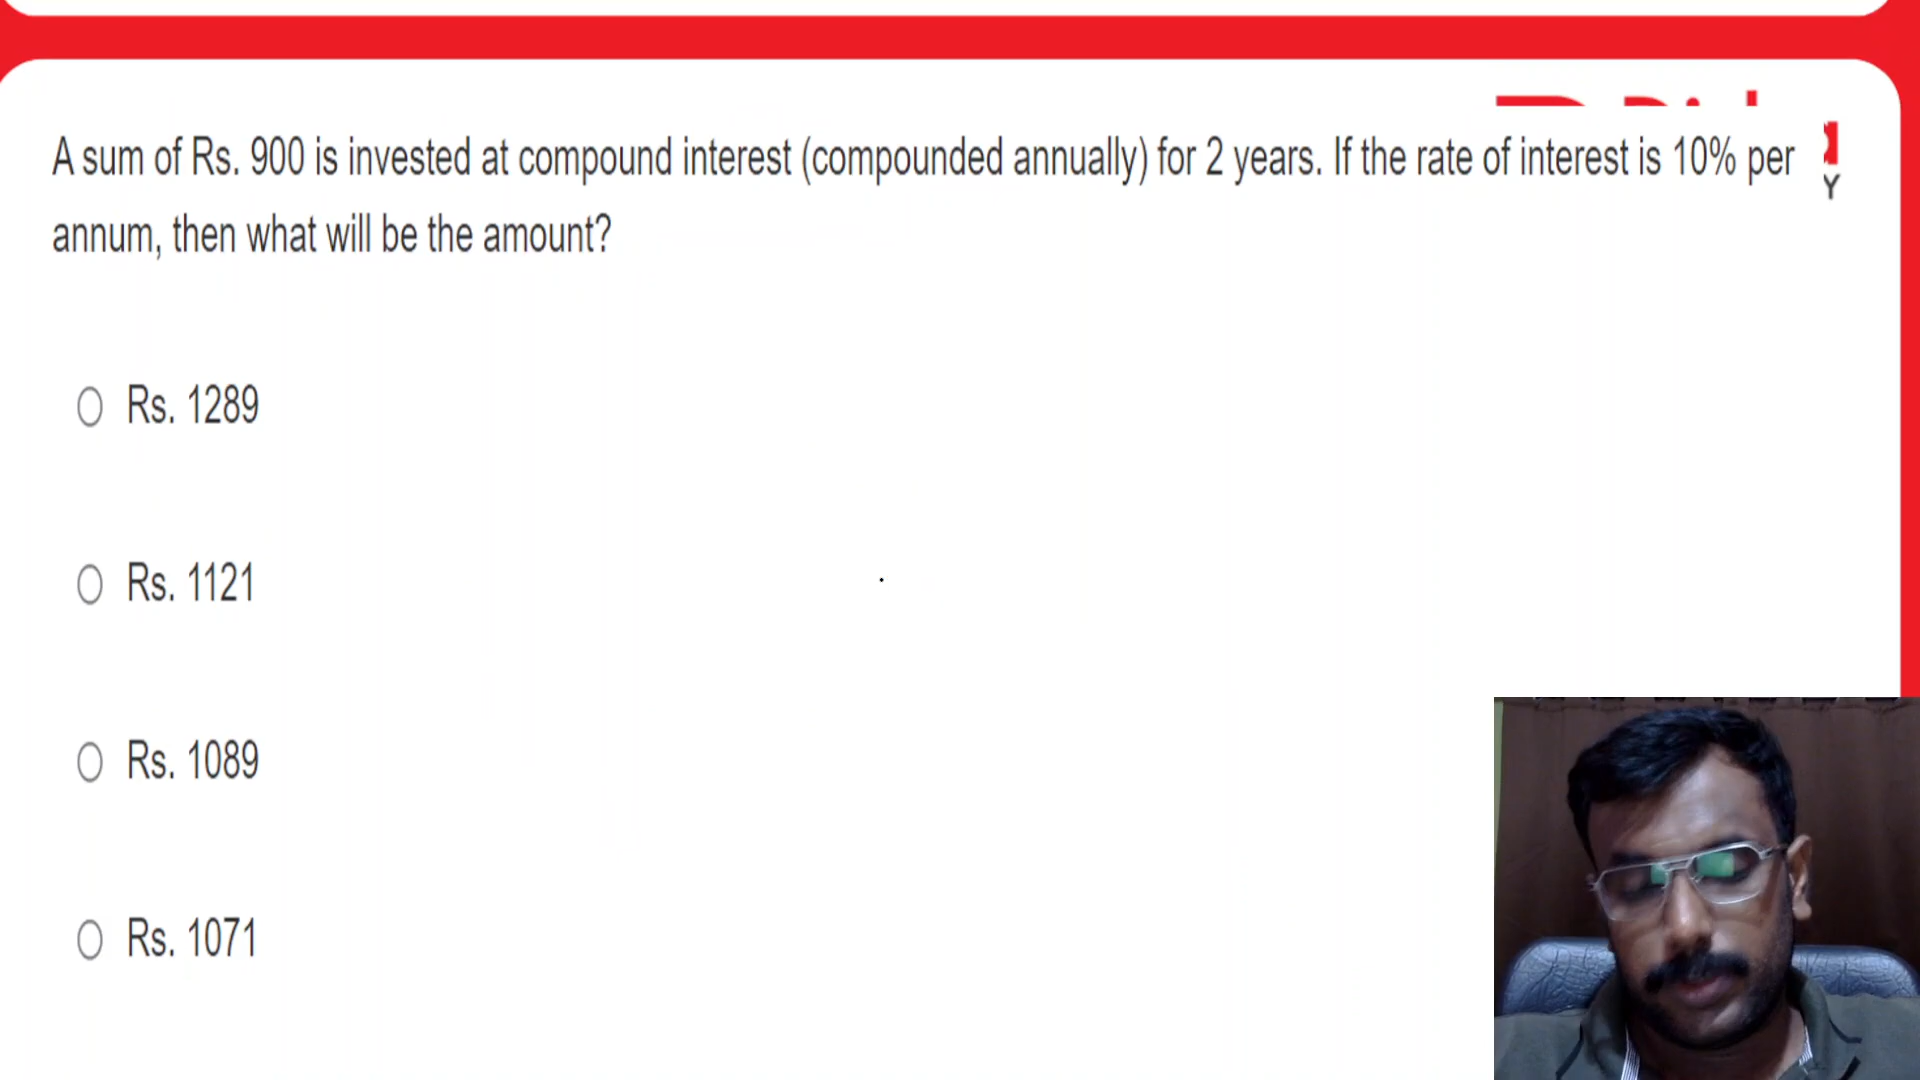 A sum of Rs. 900 is invested at compound interest (compounded annually) for 2 years. If the rate of interest is 10% per
annum, then what will be the amount?
Rs. 1289
Rs. 1121
Rs. 1089
Rs. 1071